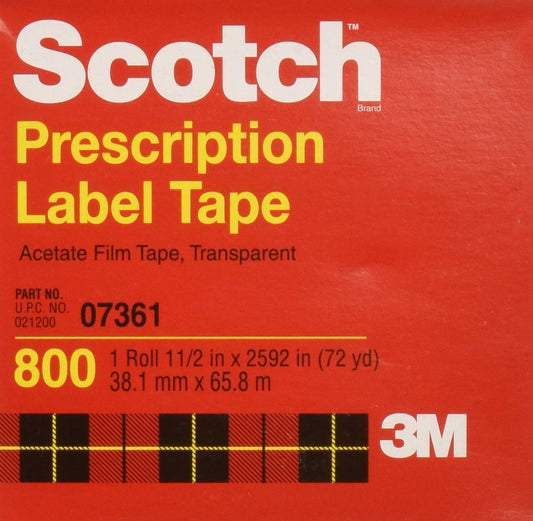 Scotch™
Brand
Prescription
Label Tape
Acetate Film Tape, Transparent
PART NO.
U.P.C. NO.
021200 07361
800 1 Roll 11/2 in x 2592 in (72 yd)
38.1 mm x 65.8 m
3M